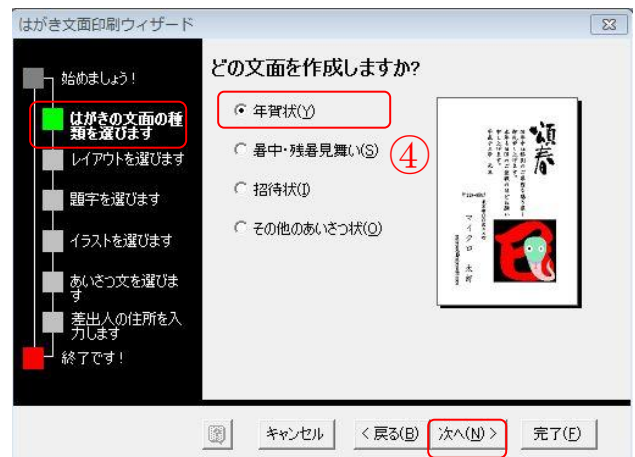 はがき文面印刷ウィザード
始めましょう!
はがきの文面の種
類を選びます
レイアウトを選びます
題字を選びます
イラストを選びます
あいさつ文を選びま
す
差出人の住所を入
力します
終了です!
どの文面を作成しますか?
年賀状(Y)
暑中・残暑見舞い(S)
④
招待状(I)
その他のあいさつ状(O)
頌春
マイクロ 太郎
キャンセル
< 戻る(B)
次へ(N) >
完了(F)